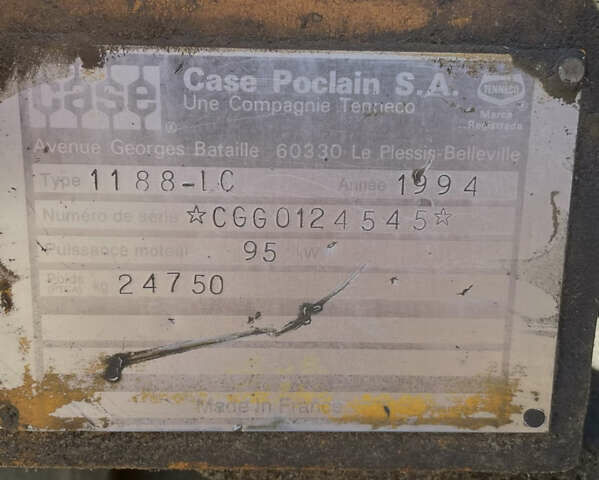 case
Case Poclain S.A.
Une Compagnie Tenneco
TENNECO
Marca
Registrada
Avenue Georges Bataille 60330 Le Plessis-Belleville
Type 1188-LC Année 1994
Numéro de série ☆CGG0124545☆
Puissance moteur 95 kW
Poids kg 24750
Made in France